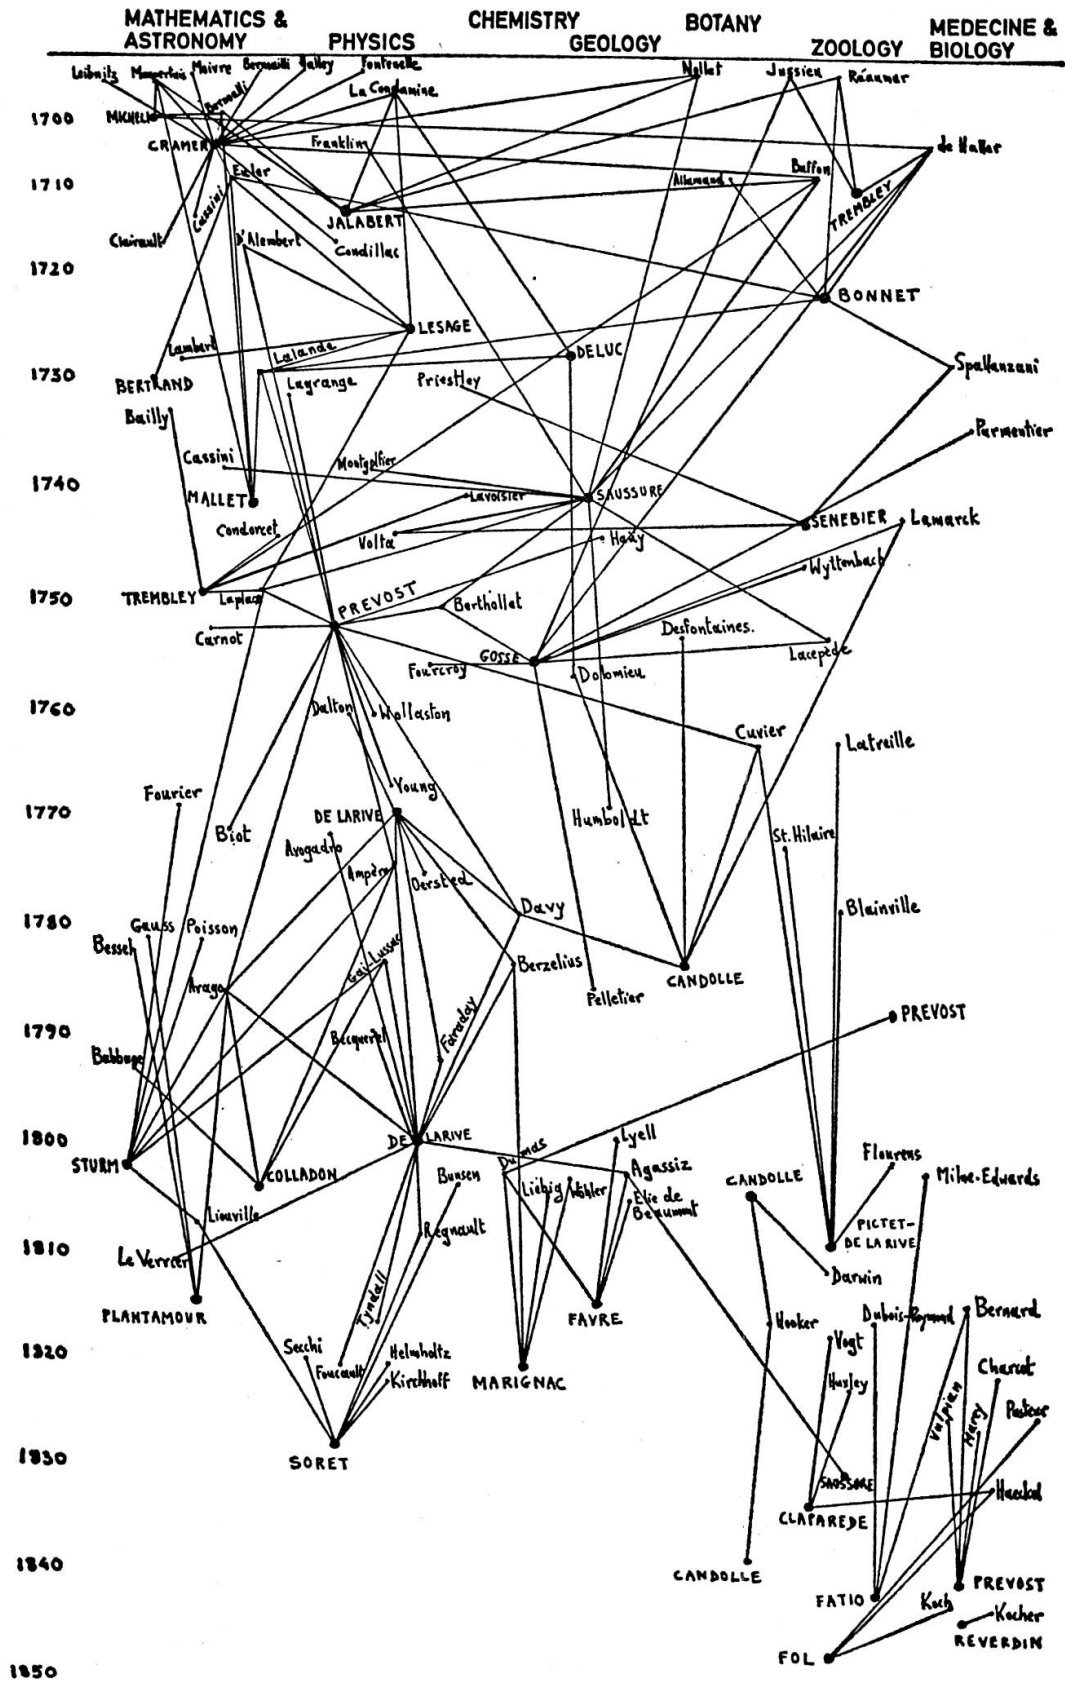 MATHEMATICS &
ASTRONOMY
PHYSICS
CHEMISTRY
GEOLOGY
BOTANY
ZOOLOGY
MEDECINE &
BIOLOGY
Leibnitz
Maupertuis
Moivre
Bernoulli
Halley
Fontenelle
Nollet
Jussieu
Réaumur
La Condamine
Bernoulli
1700
MICHELI
CRAMER
Franklin
de Haller
1710
Euler
Allemand
Buffon
TREMBLEY
Cassini
JALABERT
Clairault
D'Alembert
Condillac
1720
BONNET
LESAGE
Lambert
Lalande
DELUC
1730
BERTRAND
Lagrange
Priestley
Spallanzani
Bailly
Parmentier
Cassini
Montgolfier
1740
MALLET
Lavoisier
SAUSSURE
SENEBIER
Lamarck
Condorcet
Volta
Haüy
Wyttenbach
1750
TREMBLEY
Laplace
PREVOST
Berthollet
Carnot
Desfontaines.
Lacepède
Fourcroy
GOSSE
Dolomieu
1760
Dalton
Wollaston
Cuvier
Latreille
Fourier
Young
1770
DE LARIVE
Humboldt
Biot
Avogadro
St. Hilaire
Ampère
Oersted
1780
Gauss
Poisson
Davy
Blainville
Bessel
Gay-Lussac
Berzelius
CANDOLLE
Arago
Pelletier
1790
Becquerel
Faraday
PREVOST
Babbage
1800
DE LARIVE
Lyell
STURM
COLLADON
Dumas
Agassiz
Flourens
Bunsen
Liebig
Wöhler
Elie de
Beaumont
CANDOLLE
Milne-Edwards
Liouville
Regnault
PICTET-
DE LARIVE
1810
Le Verrier
Darwin
PLANTAMOUR
Tyndall
FAVRE
Hooker
Dubois-Reymond
Bernard
1820
Secchi
Foucault
Helmholtz
Kirchhoff
MARIGNAC
Vogt
Huxley
Charcot
Vulpian
Marey
Pasteur
1830
SORET
SAUSSURE
Haeckel
CLAPAREDE
1840
CANDOLLE
FATIO
PREVOST
Koch
Kocher
REVERDIN
FOL
1850